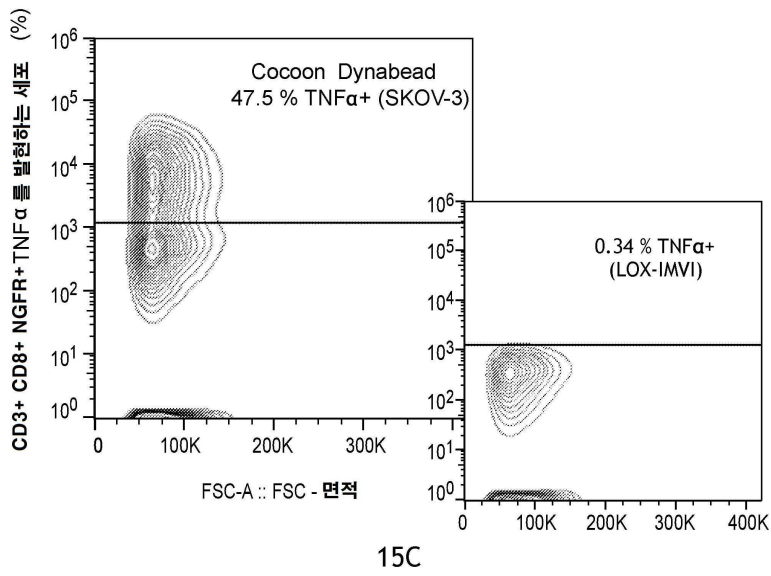 CD3+ CD8+ NGFR+TNFα 를 발현하는 세포 (%)
10⁶
10⁵
10⁴
10³
10²
10¹
10⁰
Cocoon Dynabead
47.5 % TNFα+ (SKOV-3)
0
100K
200K
300K
FSC-A :: FSC - 면적
10⁶
10⁵
10⁴
10³
10²
10¹
10⁰
0.34 % TNFα+
(LOX-IMVI)
0
100K
200K
300K
400K
15C